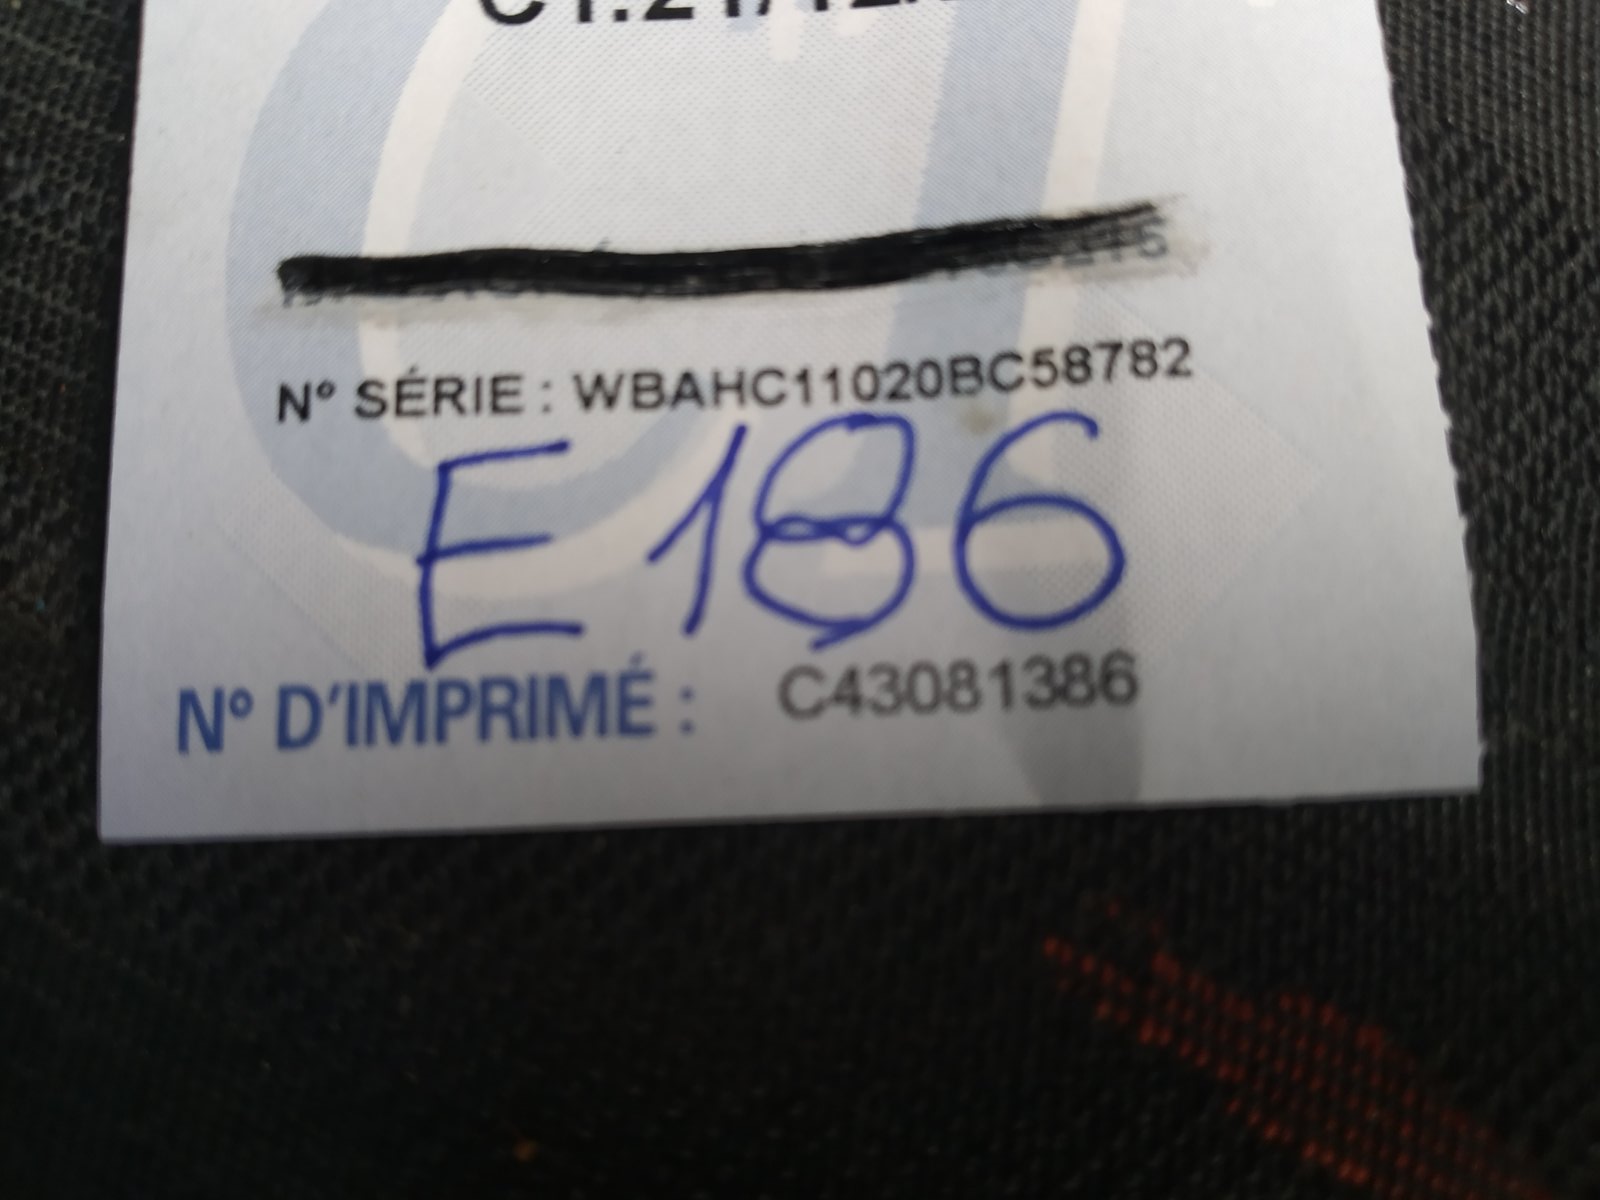 N° SÉRIE : WBAHC11020BC58782
E186
N° D'IMPRIMÉ : C43081386